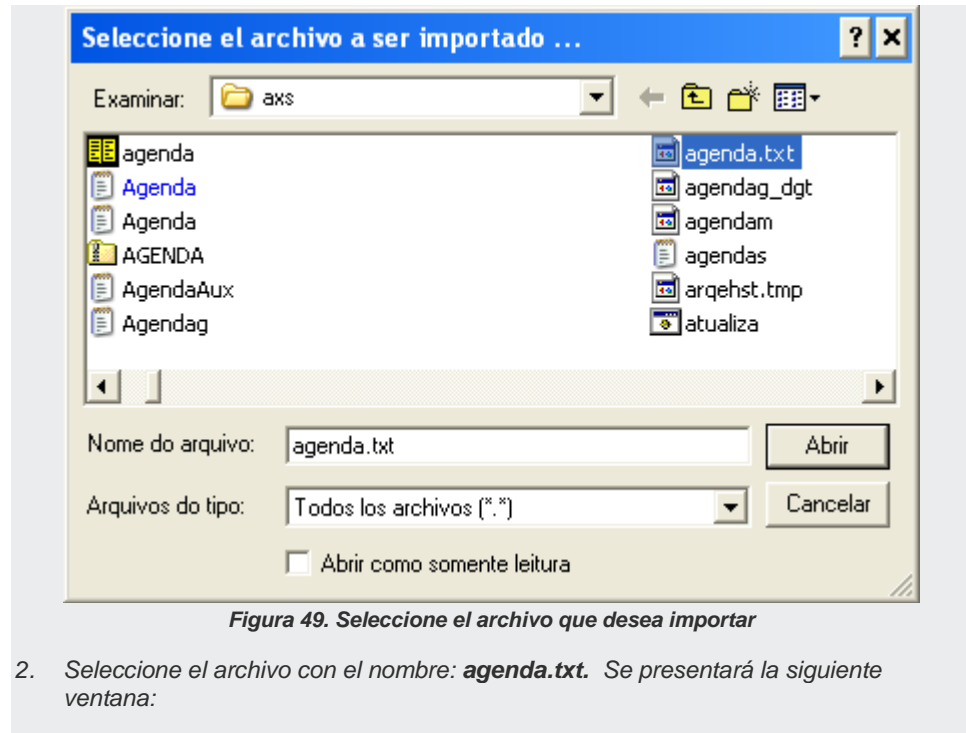 Seleccione el archivo a ser importado ...
Examinar: axs
agenda
Agenda
Agenda
AGENDA
AgendaAux
Agendag
agenda.txt
agendag_dgt
agendam
agendas
arqehst.tmp
atualiza
Nome do arquivo: agenda.txt Abrir
Arquivos do tipo: Todos los archivos (*.*) Cancelar
Abrir como somente leitura
Figura 49. Seleccione el archivo que desea importar
2. Seleccione el archivo con el nombre: agenda.txt. Se presentará la siguiente
ventana: